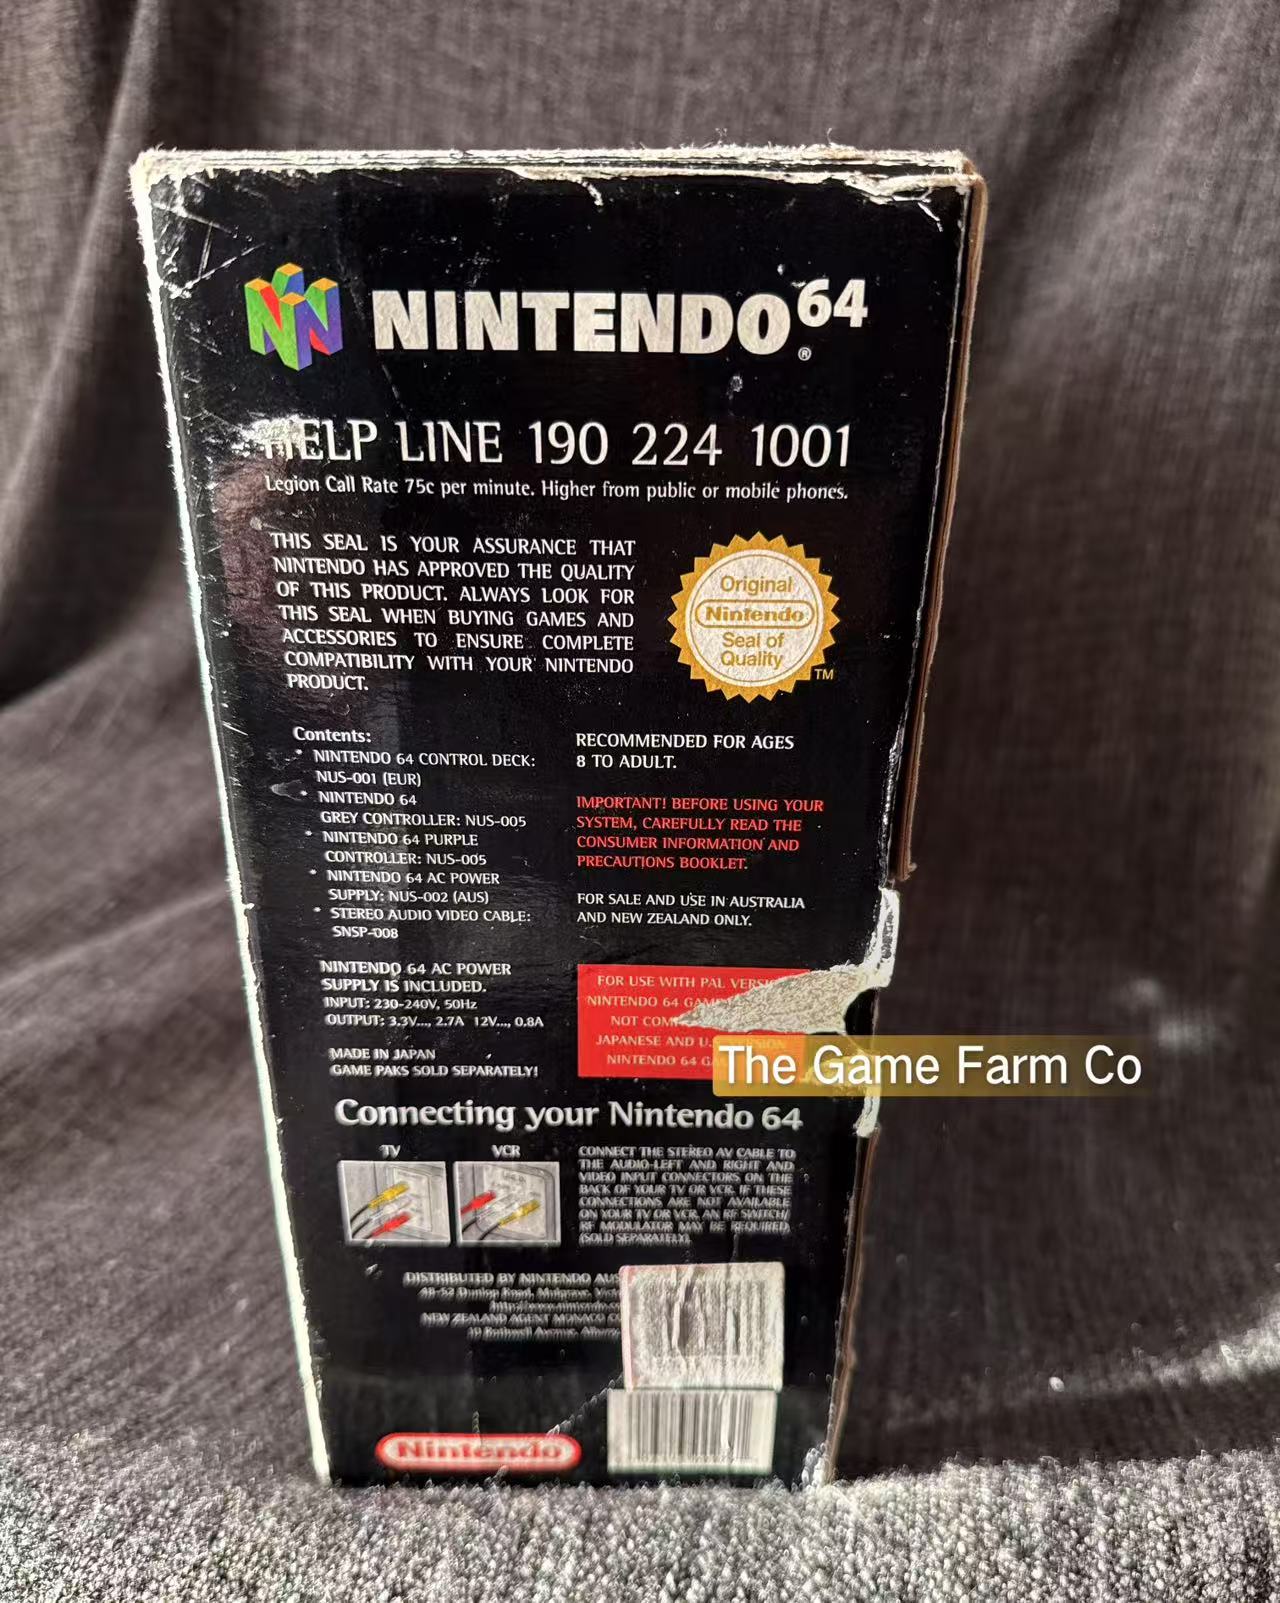 NINTENDO64
®
HELP LINE 190 224 1001
Legion Call Rate 75c per minute. Higher from public or mobile phones.
THIS SEAL IS YOUR ASSURANCE THAT
NINTENDO HAS APPROVED THE QUALITY
OF THIS PRODUCT. ALWAYS LOOK FOR
THIS SEAL WHEN BUYING GAMES AND
ACCESSORIES TO ENSURE COMPLETE
COMPATIBILITY WITH YOUR NINTENDO
PRODUCT.
Original
Nintendo
Seal of
Quality
TM
Contents:
* NINTENDO 64 CONTROL DECK:
NUS-001 (EUR)
* NINTENDO 64
GREY CONTROLLER: NUS-005
* NINTENDO 64 PURPLE
CONTROLLER: NUS-005
* NINTENDO 64 AC POWER
SUPPLY: NUS-002 (AUS)
* STEREO AUDIO VIDEO CABLE:
SNSP-008
NINTENDO 64 AC POWER
SUPPLY IS INCLUDED.
INPUT: 230-240V, 50Hz
OUTPUT: 3.3V..., 2.7A 12V..., 0.8A
MADE IN JAPAN
GAME PAKS SOLD SEPARATELY!
RECOMMENDED FOR AGES
8 TO ADULT.
IMPORTANT! BEFORE USING YOUR
SYSTEM, CAREFULLY READ THE
CONSUMER INFORMATION AND
PRECAUTIONS BOOKLET.
FOR SALE AND USE IN AUSTRALIA
AND NEW ZEALAND ONLY.
FOR USE WITH PAL
NINTENDO 64
NOT
JAPANESE AND VERSION
NINTENDO 64
The Game Farm Co
Connecting your Nintendo 64
TV
VCR
CONNECT THE STEREO AV CABLE TO
THE AUDIO-LEFT AND RIGHT AND
VIDEO INPUT CONNECTORS ON THE
BACK OF YOUR TV OR VCR. IF THESE
CONNECTIONS ARE NOT AVAILABLE
ON YOUR TV OR VCR, AN RF SWITCH/
RF MODULATOR MAY BE REQUIRED
(SOLD SEPARATELY).
DISTRIBUTED BY NINTENDO
48-52 Dunlop Road, Mulgrave,
NEW ZEALAND AGENT MONACO
10 Rothwell Avenue,
Nintendo